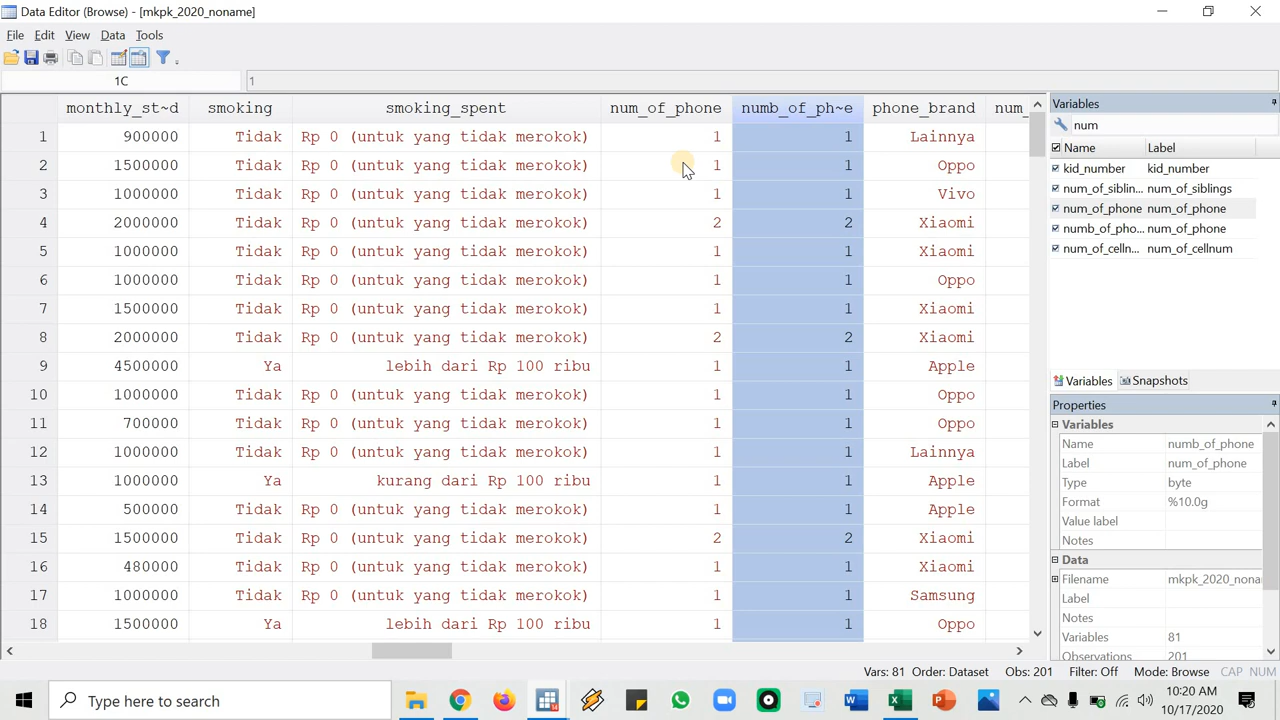 Data Editor (Browse) - [mkpk_2020_noname]
File Edit View Data Tools
1C 1
monthly_st~d smoking smoking_spent num_of_phone numb_of_ph~e phone_brand num_
1 900000 Tidak Rp 0 (untuk yang tidak merokok) 1 1 Lainnya
2 1500000 Tidak Rp 0 (untuk yang tidak merokok) 1 1 Oppo
3 1000000 Tidak Rp 0 (untuk yang tidak merokok) 1 1 Vivo
4 2000000 Tidak Rp 0 (untuk yang tidak merokok) 2 2 Xiaomi
5 1000000 Tidak Rp 0 (untuk yang tidak merokok) 1 1 Xiaomi
6 1000000 Tidak Rp 0 (untuk yang tidak merokok) 1 1 Oppo
7 1500000 Tidak Rp 0 (untuk yang tidak merokok) 1 1 Xiaomi
8 2000000 Tidak Rp 0 (untuk yang tidak merokok) 2 2 Xiaomi
9 4500000 Ya lebih dari Rp 100 ribu 1 1 Apple
10 1000000 Tidak Rp 0 (untuk yang tidak merokok) 1 1 Oppo
11 700000 Tidak Rp 0 (untuk yang tidak merokok) 1 1 Oppo
12 1000000 Tidak Rp 0 (untuk yang tidak merokok) 1 1 Lainnya
13 1000000 Ya kurang dari Rp 100 ribu 1 1 Apple
14 500000 Tidak Rp 0 (untuk yang tidak merokok) 1 1 Apple
15 1500000 Tidak Rp 0 (untuk yang tidak merokok) 2 2 Xiaomi
16 480000 Tidak Rp 0 (untuk yang tidak merokok) 1 1 Xiaomi
17 1000000 Tidak Rp 0 (untuk yang tidak merokok) 1 1 Samsung
18 1500000 Ya lebih dari Rp 100 ribu 1 1 Oppo
Variables
num
Name Label
kid_number kid_number
num_of_siblin... num_of_siblings
num_of_phone num_of_phone
numb_of_pho... num_of_phone
num_of_celln... num_of_cellnum
Variables Snapshots
Properties
Variables
Name numb_of_phone
Label num_of_phone
Type byte
Format %10.0g
Value label
Notes
Data
Filename mkpk_2020_nona
Label
Notes
Variables 81
Observations 201
Vars: 81 Order: Dataset Obs: 201 Filter: Off Mode: Browse CAP NUM
Type here to search
10:20 AM
10/17/2020